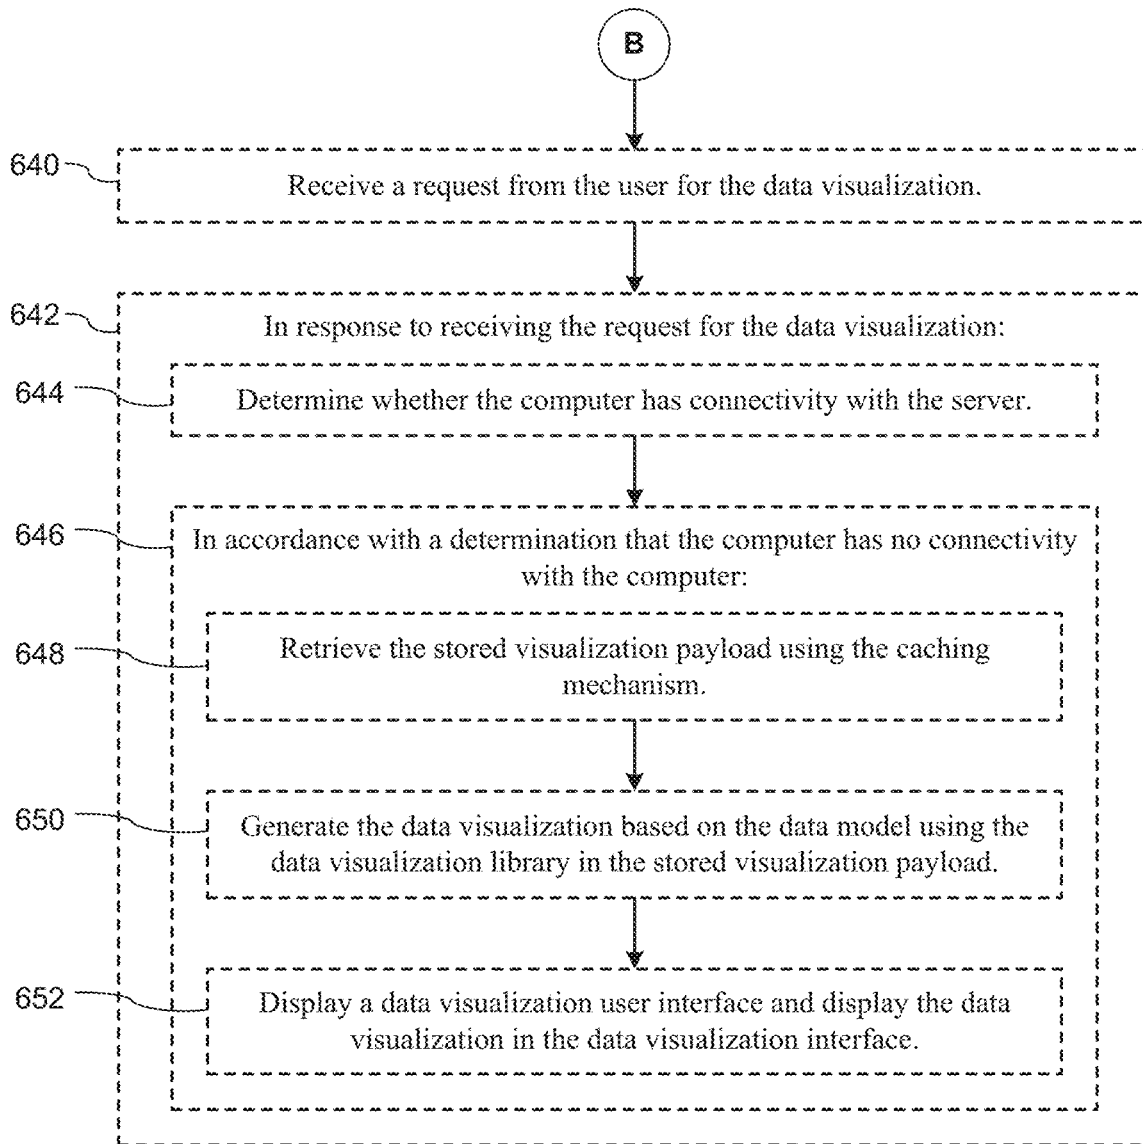 B
640
Receive a request from the user for the data visualization.
642
In response to receiving the request for the data visualization:
644
Determine whether the computer has connectivity with the server.
646
In accordance with a determination that the computer has no connectivity
with the computer:
648
Retrieve the stored visualization payload using the caching
mechanism.
650
Generate the data visualization based on the data model using the
data visualization library in the stored visualization payload.
652
Display a data visualization user interface and display the data
visualization in the data visualization interface.